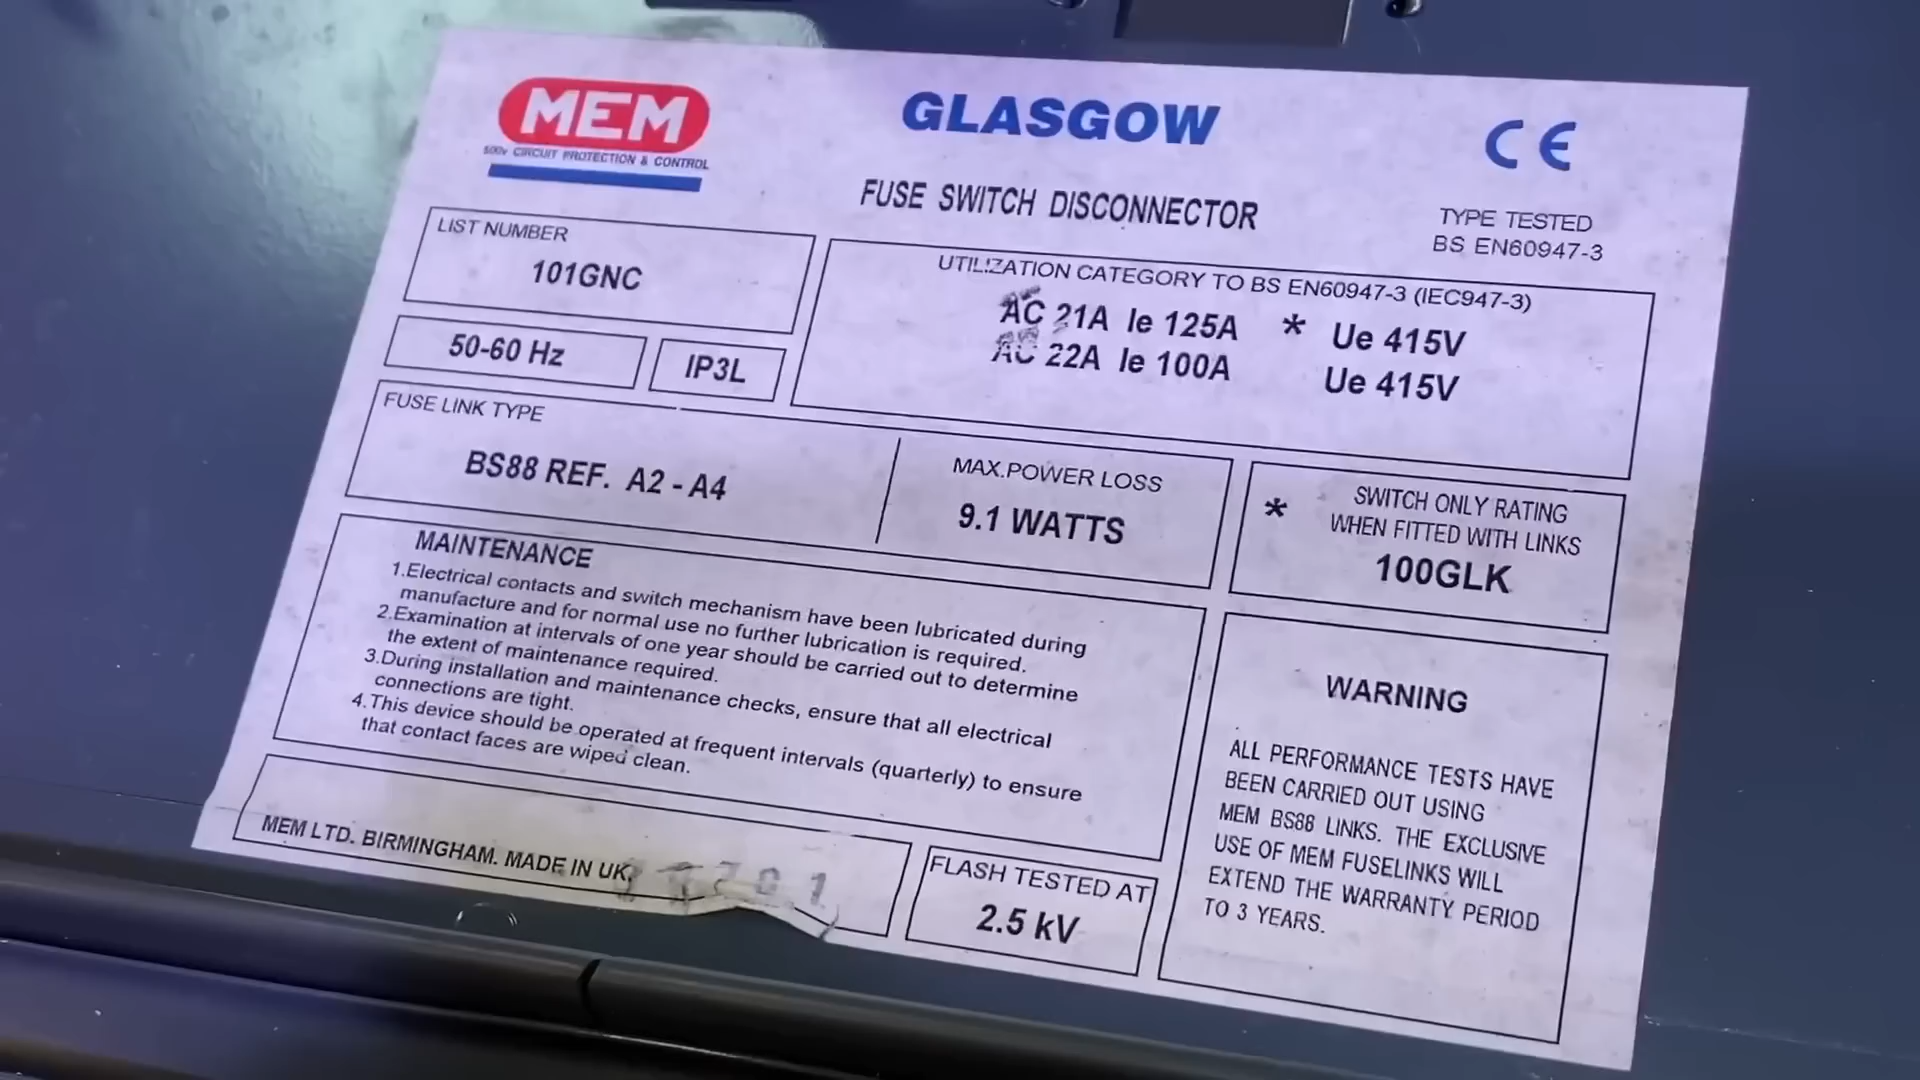 MEM
500v CIRCUIT PROTECTION & CONTROL
GLASGOW
FUSE SWITCH DISCONNECTOR
CE
TYPE TESTED
BS EN60947-3
LIST NUMBER
101GNC
50-60 Hz
IP3L
UTILIZATION CATEGORY TO BS EN60947-3 (IEC947-3)
AC 21A Ie 125A * Ue 415V
AC 22A Ie 100A Ue 415V
FUSE LINK TYPE
BS88 REF. A2 - A4
MAX.POWER LOSS
9.1 WATTS
* SWITCH ONLY RATING
WHEN FITTED WITH LINKS
100GLK
MAINTENANCE
1.Electrical contacts and switch mechanism have been lubricated during
manufacture and for normal use no further lubrication is required.
2.Examination at intervals of one year should be carried out to determine
the extent of maintenance required.
3.During Installation and maintenance checks, ensure that all electrical
connections are tight.
4.This device should be operated at frequent intervals (quarterly) to ensure
that contact faces are wiped clean.
WARNING
ALL PERFORMANCE TESTS HAVE
BEEN CARRIED OUT USING
MEM BS88 LINKS. THE EXCLUSIVE
USE OF MEM FUSELINKS WILL
EXTEND THE WARRANTY PERIOD
TO 3 YEARS.
MEM LTD. BIRMINGHAM. MADE IN UK.
FLASH TESTED AT
2.5 kV